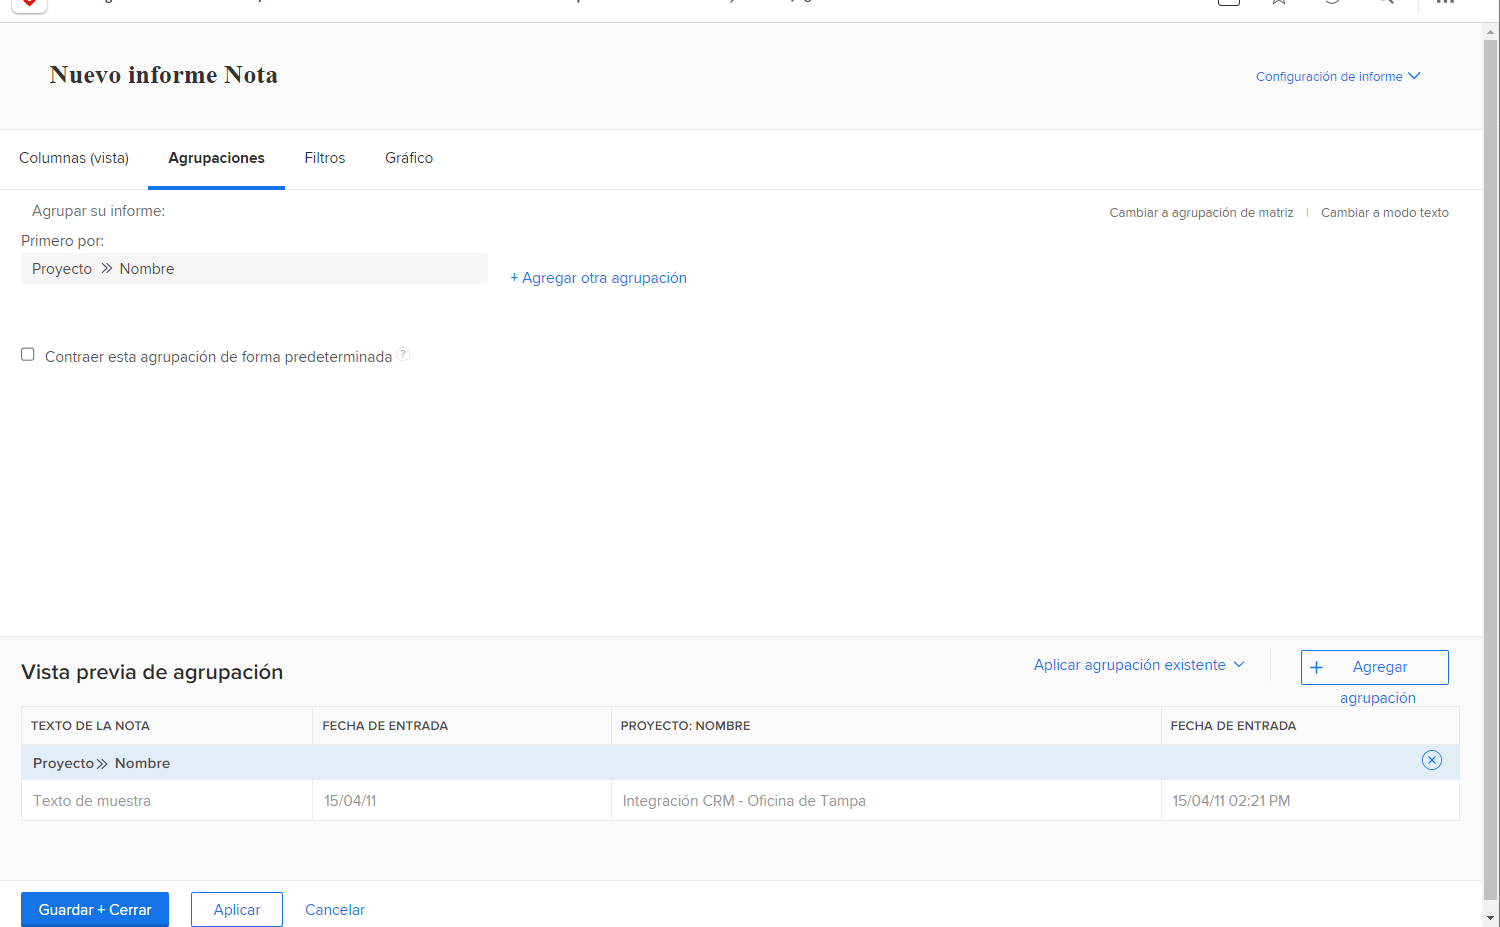 Nuevo informe Nota
Configuración de informe
Columnas (vista) Agrupaciones Filtros Gráfico
Agrupar su informe:
Cambiar a agrupación de matriz | Cambiar a modo texto
Primero por:
Proyecto » Nombre
+ Agregar otra agrupación
Contraer esta agrupación de forma predeterminada ?
Vista previa de agrupación
Aplicar agrupación existente
+ Agregar
agrupación
TEXTO DE LA NOTA FECHA DE ENTRADA PROYECTO: NOMBRE FECHA DE ENTRADA
Proyecto» Nombre
Texto de muestra 15/04/11 Integración CRM - Oficina de Tampa 15/04/11 02:21 PM
Guardar + Cerrar Aplicar Cancelar